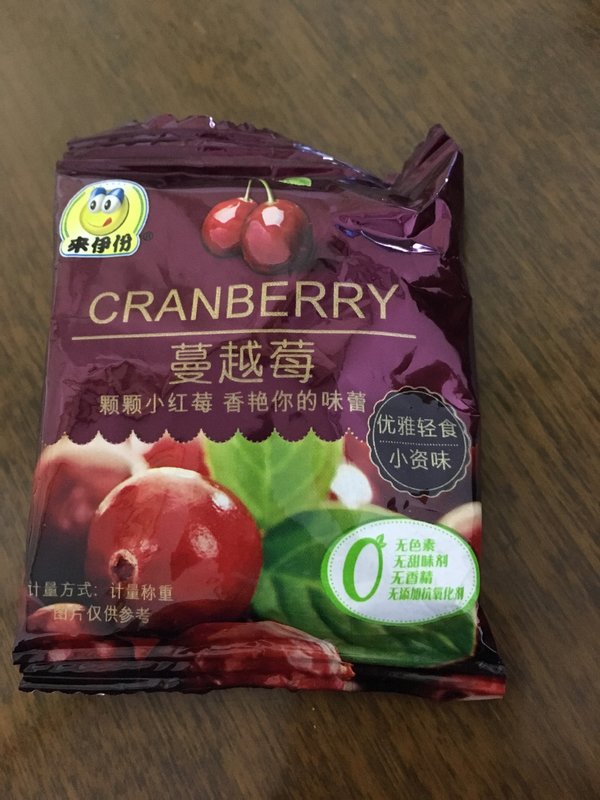 来伊份®
CRANBERRY
蔓越莓
颗颗小红莓 香艳你的味蕾
优雅轻食
小资味
0
无色素
无甜味剂
无香精
无添加抗氧化剂
计量方式：计量称重
图片仅供参考